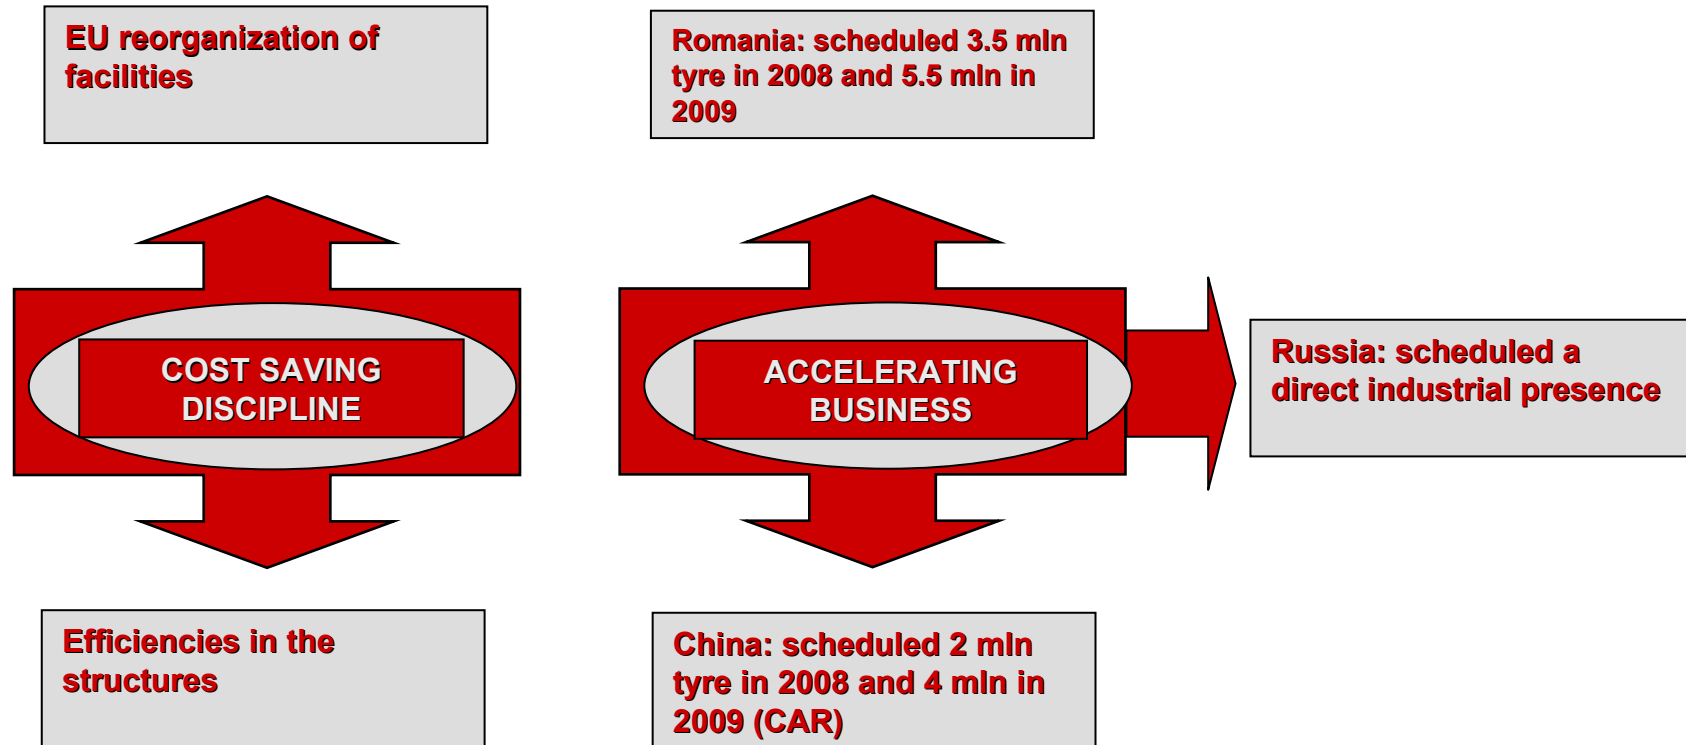 EU reorganization of
facilities
Romania: scheduled 3.5 mln
tyre in 2008 and 5.5 mln in
2009
COST SAVING
DISCIPLINE
ACCELERATING
BUSINESS
Russia: scheduled a
direct industrial presence
Efficiencies in the
structures
China: scheduled 2 mln
tyre in 2008 and 4 mln in
2009 (CAR)